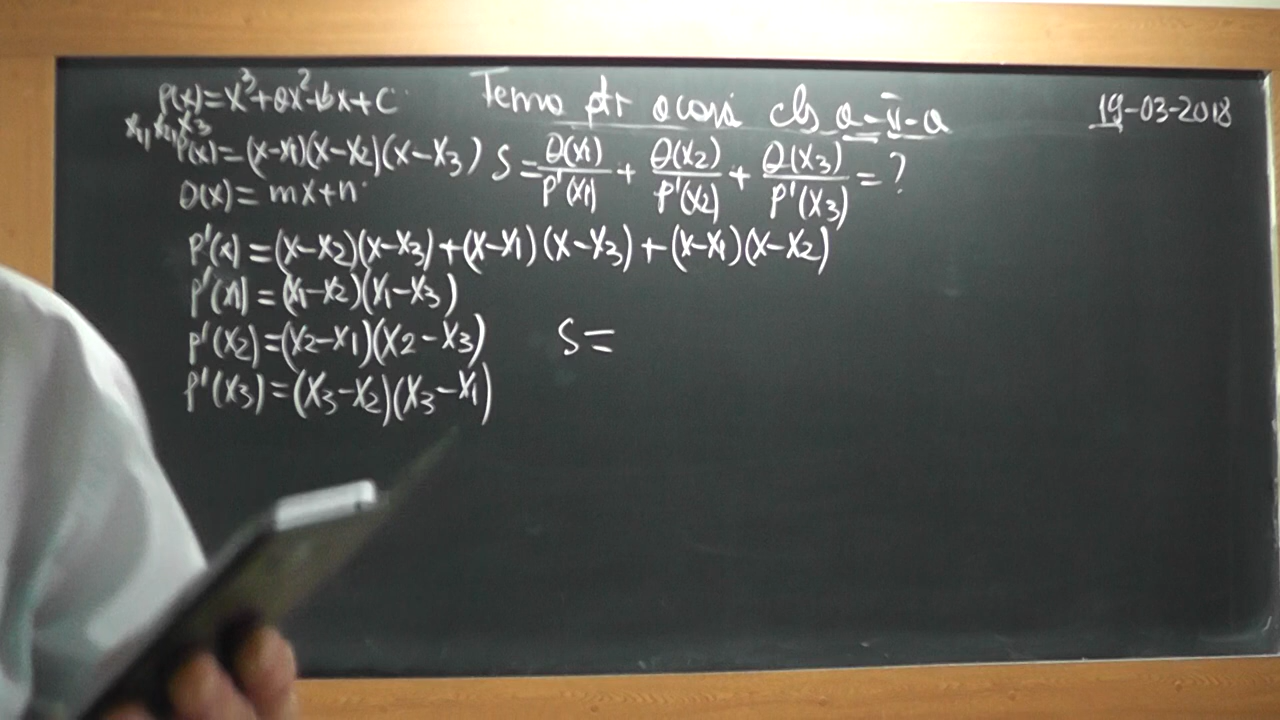 P(x)=x³+ax²+bx+c
Temă ptr acasă cls a-XI-a
19-03-2018
x₁, x₂, x₃
P(x)=(x-x₁)(x-x₂)(x-x₃) S=Q(x₁)/P'(x₁) + Q(x₂)/P'(x₂) + Q(x₃)/P'(x₃) = ?
Q(x)= mx+n
P'(x)=(x-x₂)(x-x₃)+(x-x₁)(x-x₃)+(x-x₁)(x-x₂)
P'(x₁)=(x₁-x₂)(x₁-x₃)
P'(x₂)=(x₂-x₁)(x₂-x₃) S=
P'(x₃)=(x₃-x₂)(x₃-x₁)